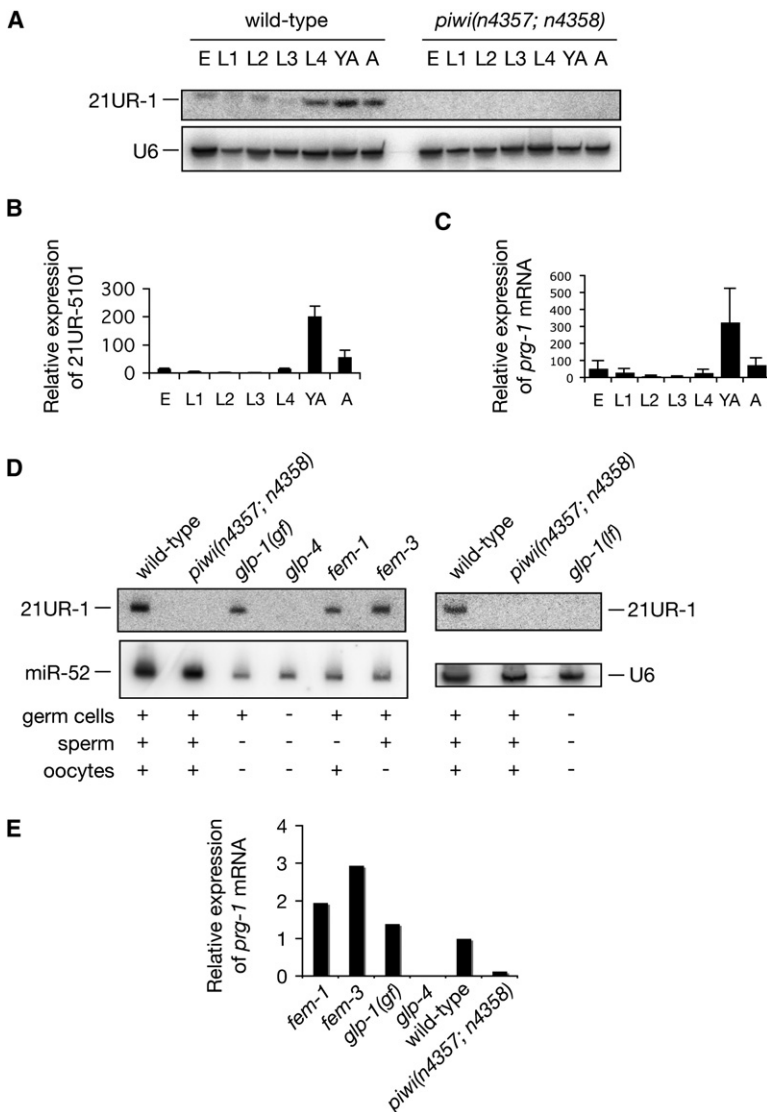 A
wild-type piwi(n4357; n4358)
E L1 L2 L3 L4 YA A E L1 L2 L3 L4 YA A
21UR-1
U6
B
Relative expression
of 21UR-5101
300
200
100
0
E L1 L2 L3 L4 YA A
C
Relative expression
of prg-1 mRNA
600
500
400
300
200
100
0
E L1 L2 L3 L4 YA A
D
wild-type piwi(n4357; n4358) glp-1(gf) glp-4 fem-1 fem-3 wild-type piwi(n4357; n4358) glp-1(lf)
21UR-1 21UR-1
miR-52 U6
germ cells + + + - + + + + -
sperm + + - - - + + + -
oocytes + + - - + - + + -
E
Relative expression
of prg-1 mRNA
4
3
2
1
0
fem-1 fem-3 glp-1(gf) glp-4 wild-type piwi(n4357; n4358)